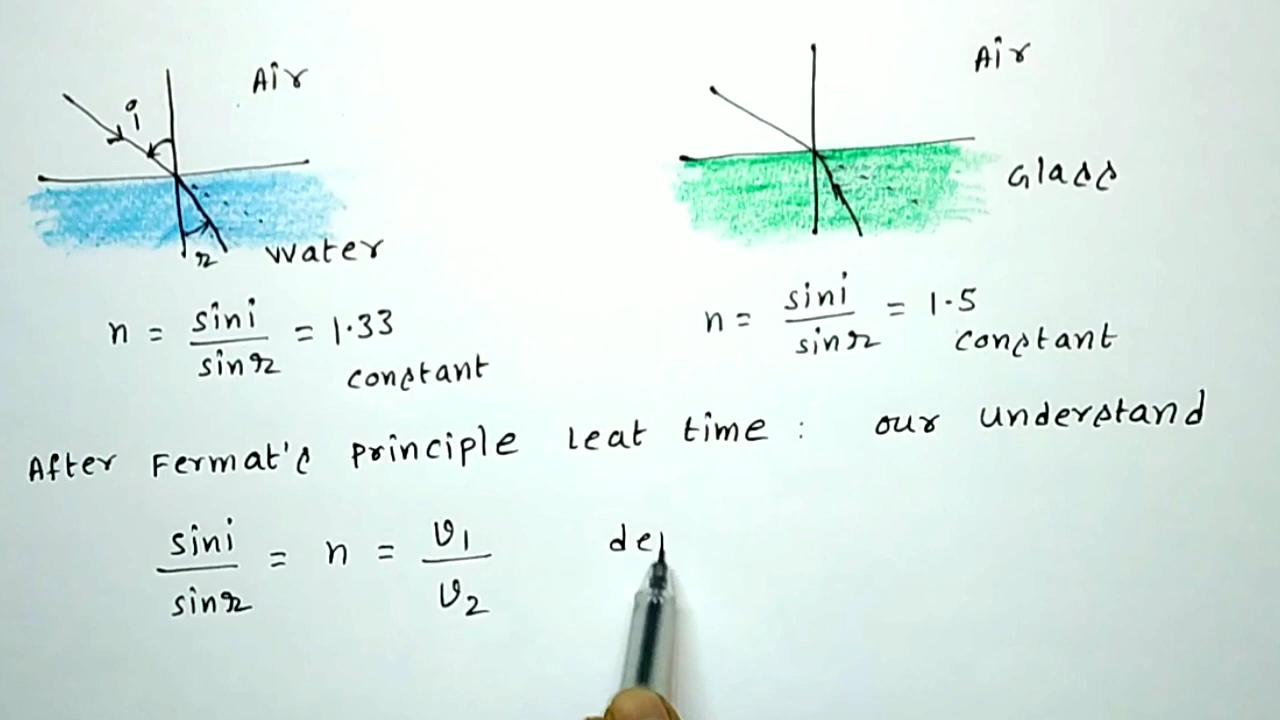 Air
i
Water
r
n = sini / sinr = 1.33
constant
Air
Glass
n = sini / sinr = 1.5
constant
After Fermat's principle leat time : our understand
sini / sinr = n = v1 / v2
de